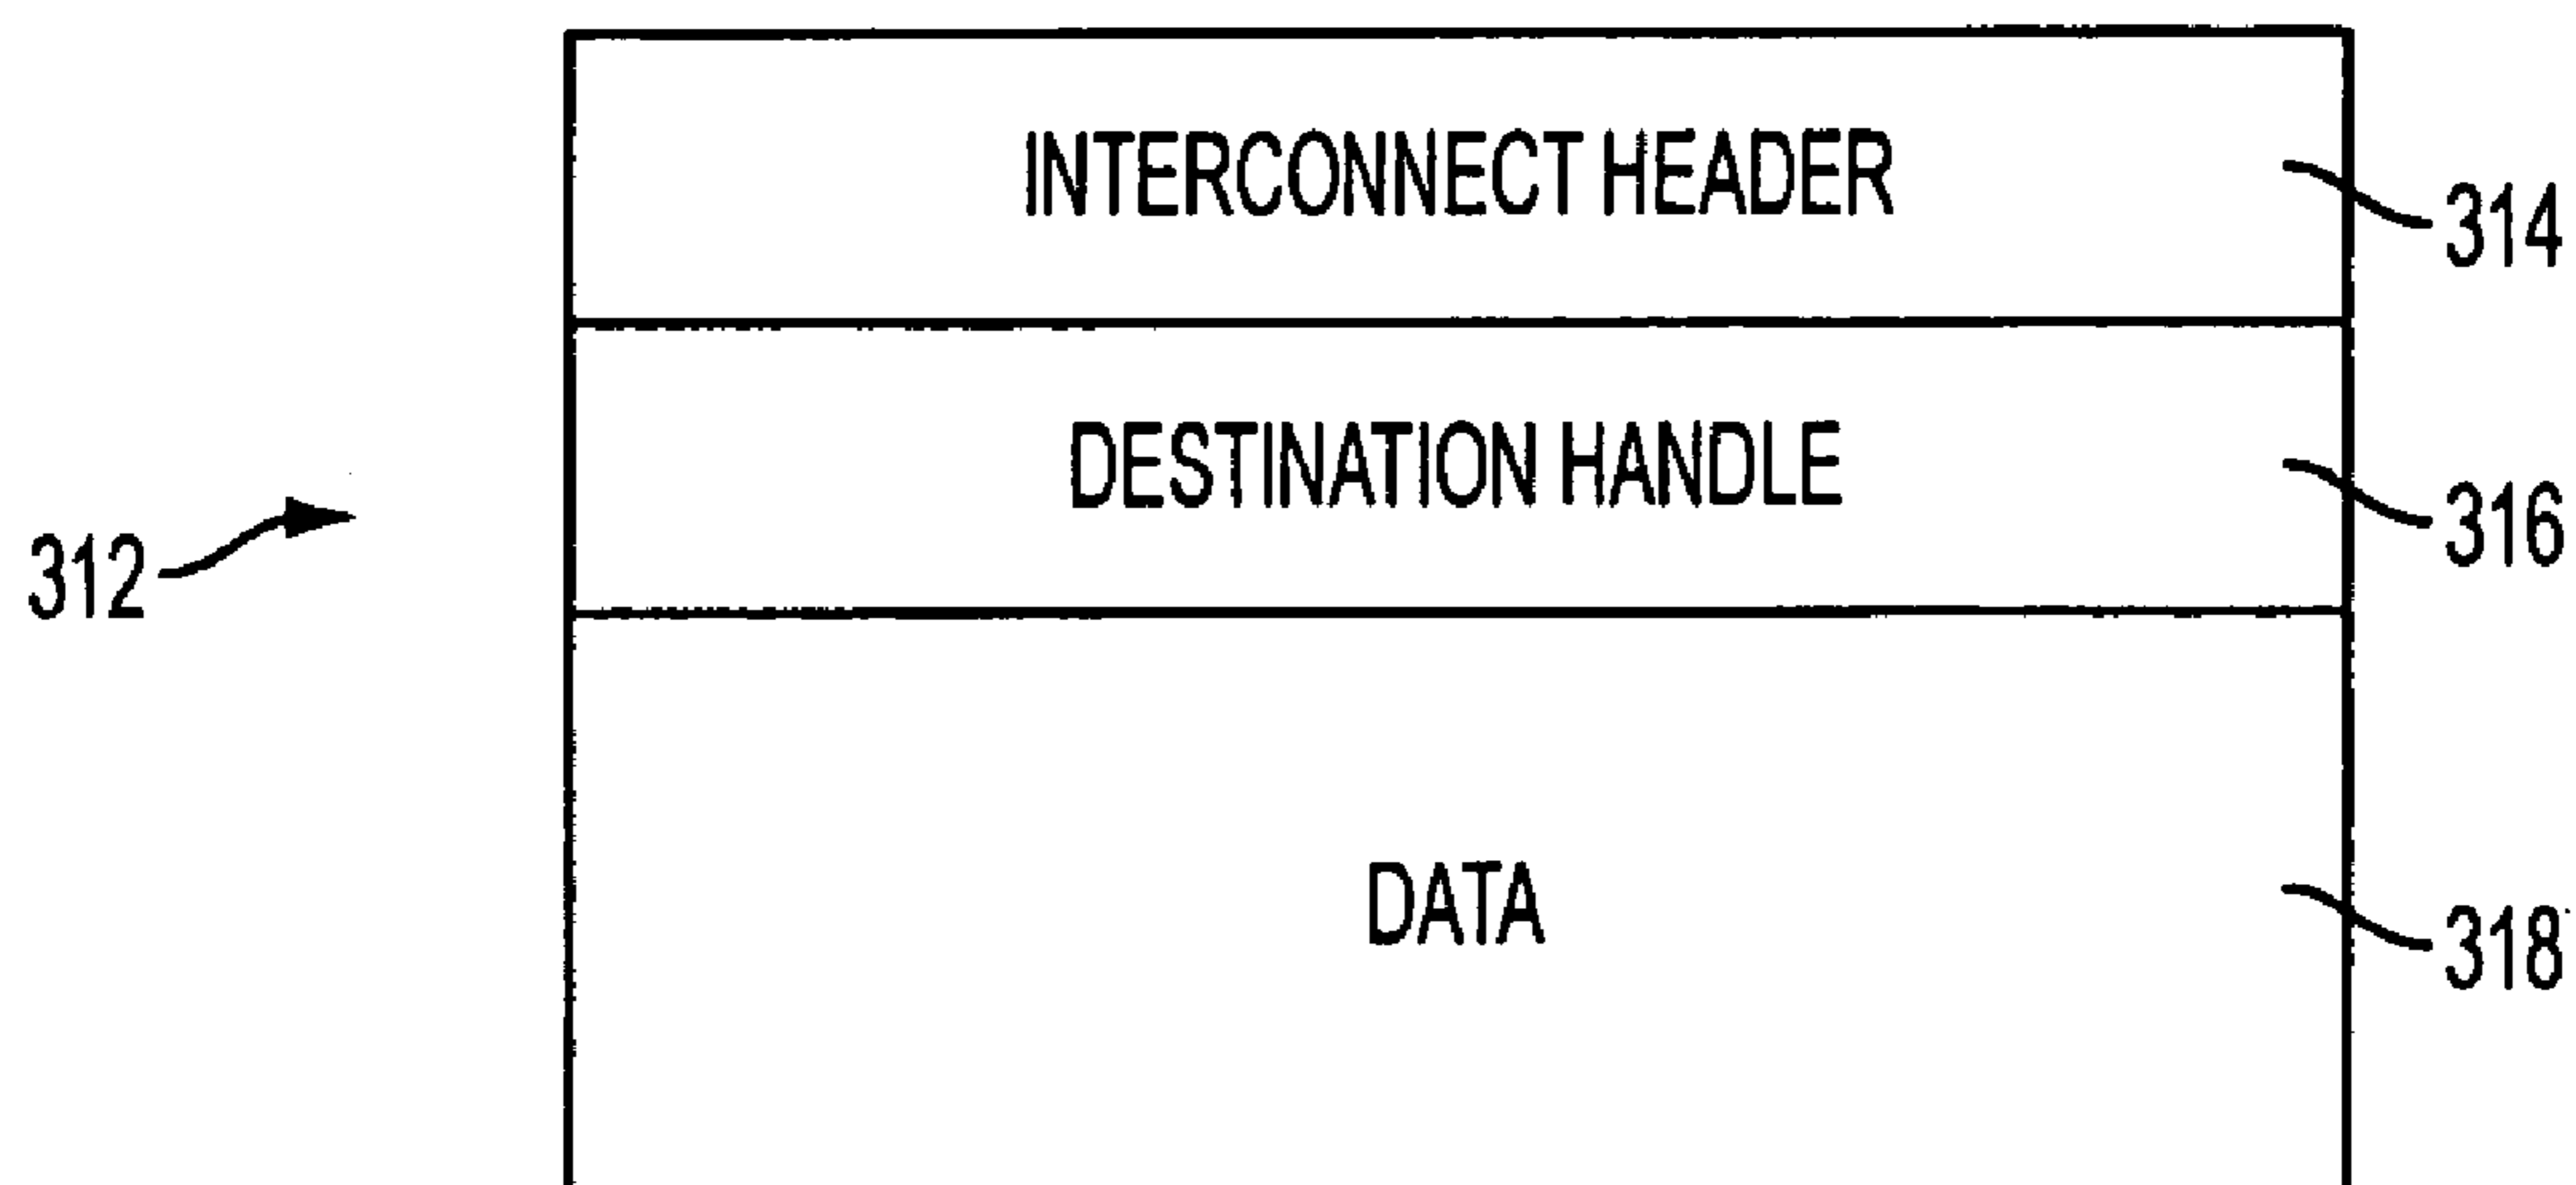 INTERCONNECT HEADER
314
DESTINATION HANDLE
316
312
DATA
318